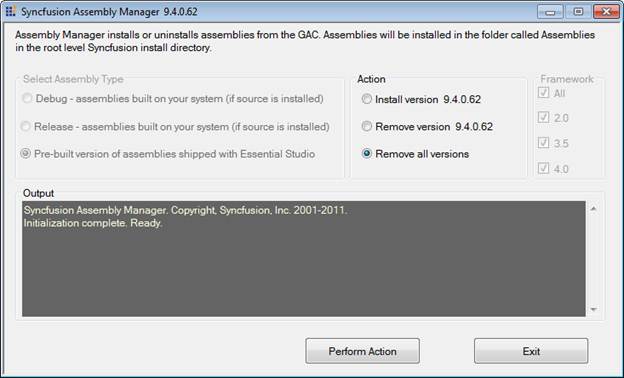 Syncfusion Assembly Manager 9.4.0.62
Assembly Manager installs or uninstalls assemblies from the GAC. Assemblies will be installed in the folder called Assemblies
in the root level Syncfusion install directory.
Select Assembly Type
Debug - assemblies built on your system (if source is installed)
Release - assemblies built on your system (if source is installed)
Pre-built version of assemblies shipped with Essential Studio
Action
Install version 9.4.0.62
Remove version 9.4.0.62
Remove all versions
Framework
All
2.0
3.5
4.0
Output
Syncfusion Assembly Manager. Copyright, Syncfusion, Inc. 2001-2011.
Initialization complete. Ready.
Perform Action
Exit